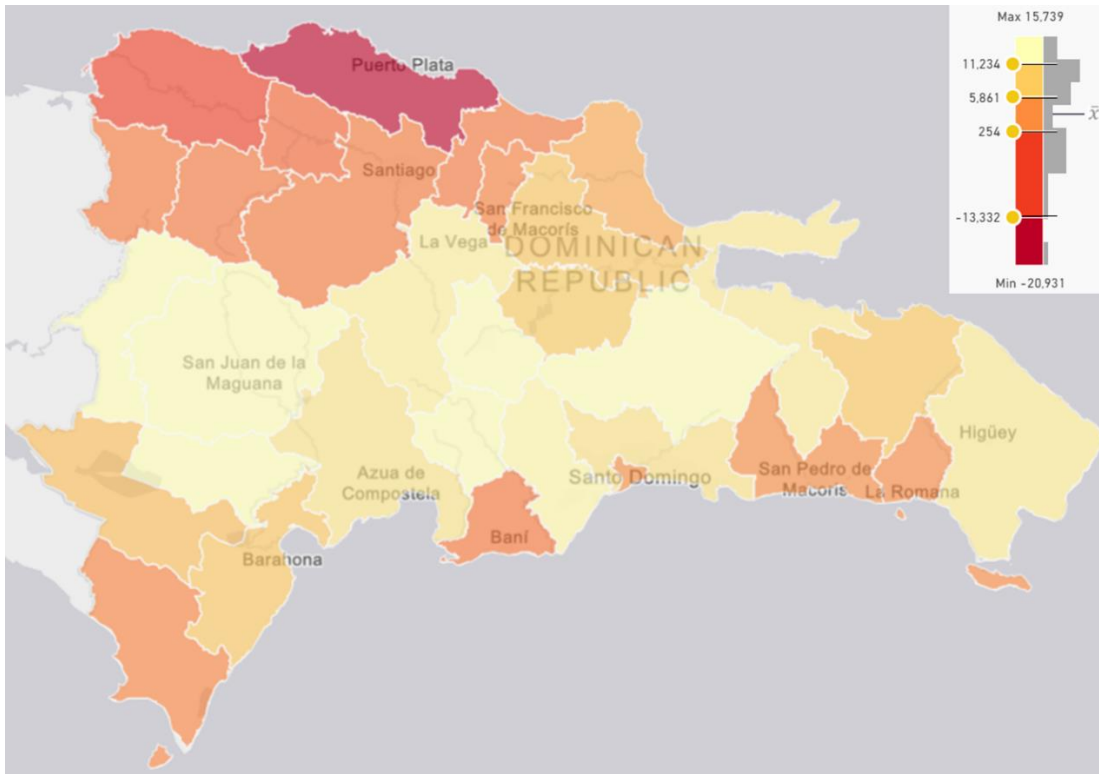 Max 15,739
11,234
5,861
x̄
254
-13,332
Min -20,931
Puerto Plata
Santiago
San Francisco
de Macorís
La Vega
DOMINICAN
REPUBLIC
San Juan de la
Maguana
Higüey
Azua de
Compostela
Santo Domingo
San Pedro de
Macorís
La Romana
Baní
Barahona